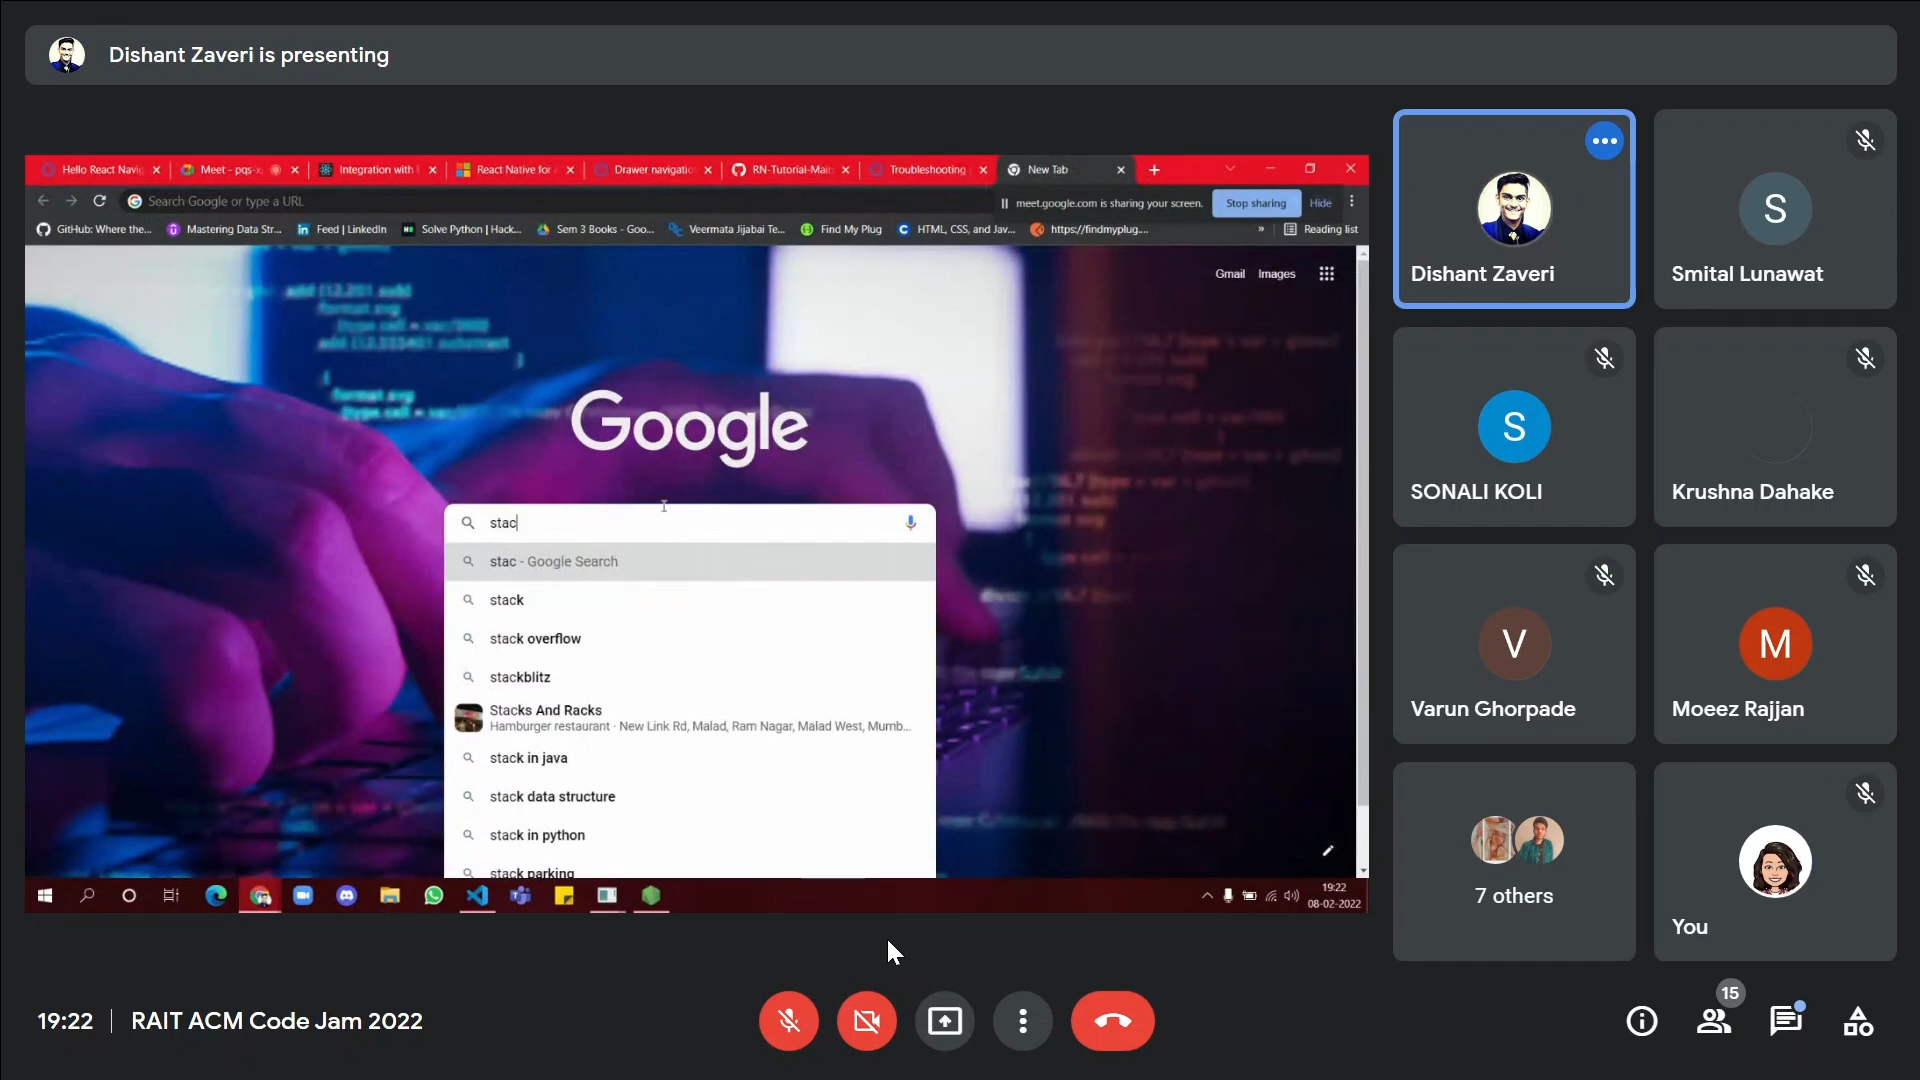 Dishant Zaveri is presenting
Hello React Navig
Meet - pqs-x
Integration with
React Native for
Drawer navigatio
RN-Tutorial-Main
Troubleshooting
New Tab
Search Google or type a URL
meet.google.com is sharing your screen.
Stop sharing
Hide
GitHub: Where the...
Mastering Data Str...
Feed | LinkedIn
Solve Python | Hack...
Sem 3 Books - Goo...
Veermata Jijabai Te...
Find My Plug
HTML, CSS, and Jav...
https://findmyplug....
»
Reading list
Gmail
Images
Google
stac
stac - Google Search
stack
stack overflow
stackblitz
Stacks And Racks
Hamburger restaurant · New Link Rd, Malad, Ram Nagar, Malad West, Mumb...
stack in java
stack data structure
stack in python
stack parking
19:22
08-02-2022
Dishant Zaveri
S
Smital Lunawat
S
SONALI KOLI
Krushna Dahake
V
Varun Ghorpade
M
Moeez Rajjan
7 others
You
19:22
RAIT ACM Code Jam 2022
15